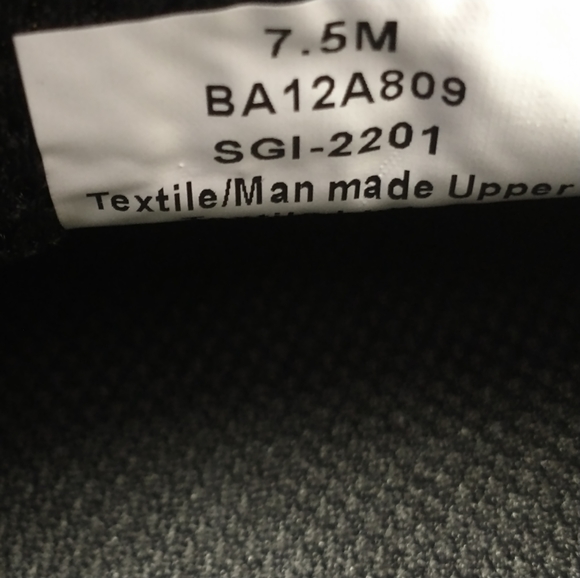 7.5M
BA12A809
SGI-2201
Textile/Man made Upper